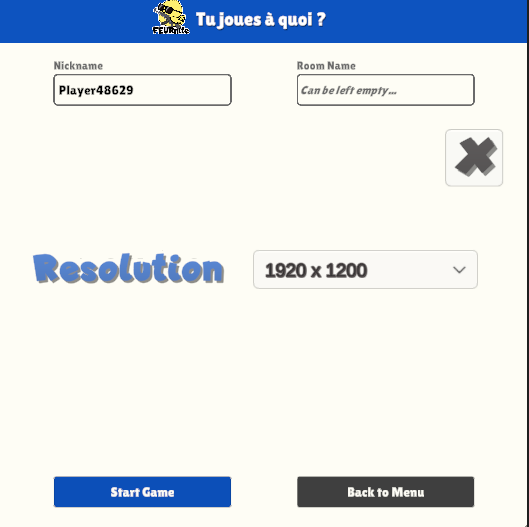 Tu joues à quoi ?
Nickname
Room Name
Player48629
Can be left empty...
Resolution
1920 x 1200
Start Game
Back to Menu